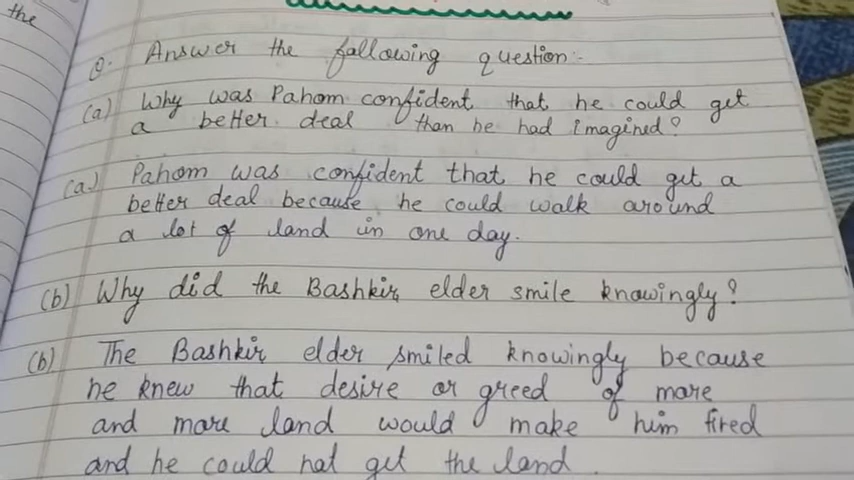 the
Q. Answer the following question:-
(a) Why was Pahom confident that he could get
a better deal than he had imagined?
(a) Pahom was confident that he could get a
better deal because he could walk around
a lot of land in one day.
(b) Why did the Bashkir elder smile knowingly?
(b) The Bashkir elder smiled knowingly because
he knew that desire or greed of more
and more land would make him tired
and he could not get the land.